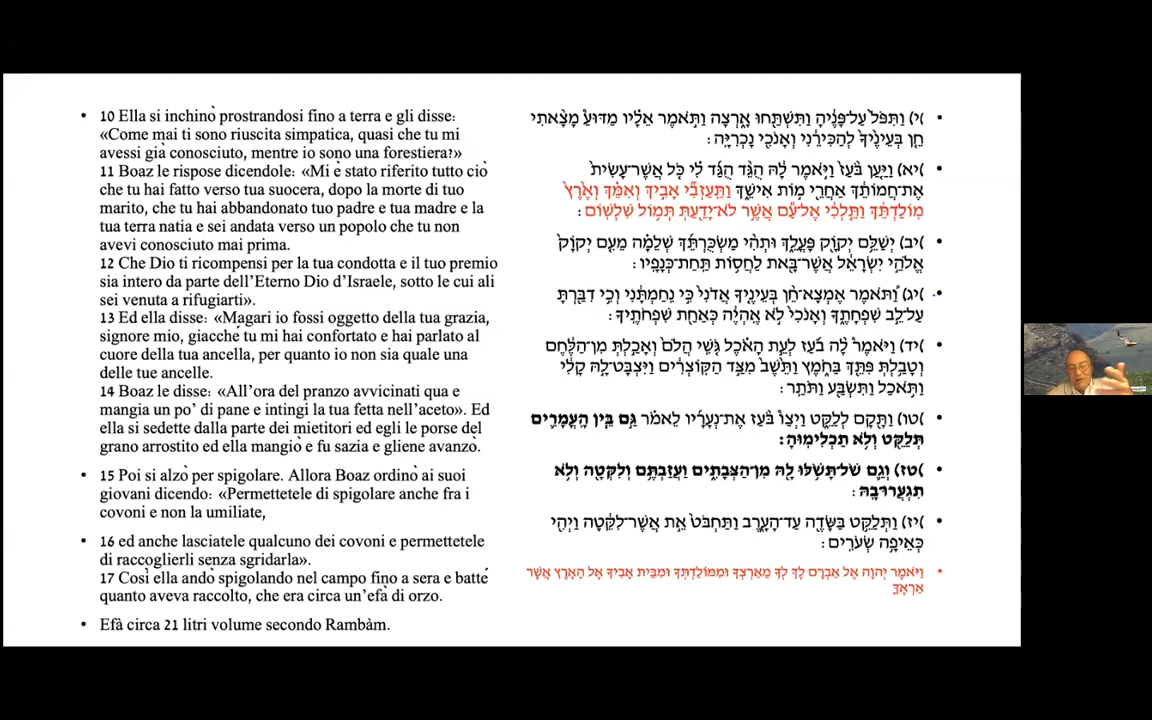 10 Ella si inchinò prostrandosi fino a terra e gli disse:
«Come mai ti sono riuscita simpatica, quasi che tu mi
avessi già conosciuto, mentre io sono una forestiera?»
11 Boaz le rispose dicendole: «Mi è stato riferito tutto ciò
che tu hai fatto verso tua suocera, dopo la morte di tuo
marito, che tu hai abbandonato tuo padre e tua madre e la
tua terra natia e sei andata verso un popolo che tu non
avevi conosciuto mai prima.
12 Che Dio ti ricompensi per la tua condotta e il tuo premio
sia intero da parte dell'Eterno Dio d'Israele, sotto le cui ali
sei venuta a rifugiarti».
13 Ed ella disse: «Magari io fossi oggetto della tua grazia,
signore mio, giacché tu mi hai confortato e hai parlato al
cuore della tua ancella, per quanto io non sia quale una
delle tue ancelle.
14 Boaz le disse: «All'ora del pranzo avvicinati qua e
mangia un po' di pane e intingi la tua fetta nell'aceto». Ed
ella si sedette dalla parte dei mietitori ed egli le porse del
grano arrostito ed ella mangiò e fu sazia e gliene avanzò.
15 Poi si alzò per spigolare. Allora Boaz ordinò ai suoi
giovani dicendo: «Permettetele di spigolare anche fra i
covoni e non la umiliate,
16 ed anche lasciatele qualcuno dei covoni e permettetele
di raccoglierli senza sgridarla».
17 Così ella andò spigolando nel campo fino a sera e batté
quanto aveva raccolto, che era circa un'efà di orzo.
Efà circa 21 litri volume secondo Rambàm.
(י) וַתִּפֹּל֙ עַל־פָּנֶ֔יהָ וַתִּשְׁתַּ֖חוּ אָ֑רְצָה וַתֹּ֣אמֶר אֵלָ֗יו מַדּוּעַ֩ מָצָ֨אתִי
חֵ֤ן בְּעֵינֶ֙יךָ֙ לְהַכִּירֵ֔נִי וְאָֽנֹכִ֖י נָכְרִיָּֽה׃
(יא) וַיַּ֤עַן בֹּ֙עַז֙ וַיֹּ֣אמֶר לָ֔הּ הֻגֵּ֨ד הֻגַּ֜ד לִ֗י כֹּ֤ל אֲשֶׁר־עָשִׂית֙
אֶת־חֲמוֹתֵ֔ךְ אַחֲרֵ֖י מ֣וֹת אִישֵׁ֑ךְ וַתַּֽעַזְבִ֞י אָבִ֣יךְ וְאִמֵּ֗ךְ וְאֶ֙רֶץ֙
מֽוֹלַדְתֵּ֔ךְ וַתֵּ֣לְכִ֔י אֶל־עַ֕ם אֲשֶׁ֥ר לֹא־יָדַ֖עַתְּ תְּמ֥וֹל שִׁלְשֽׁוֹם׃
(יב) יְשַׁלֵּ֥ם יְקֹוָ֖ק פָּעֳלֵ֑ךְ וּתְהִ֨י מַשְׂכֻּרְתֵּ֜ךְ שְׁלֵמָ֗ה מֵעִ֤ם יְקֹוָק֙
אֱלֹהֵ֣י יִשְׂרָאֵ֔ל אֲשֶׁר־בָּ֖את לַחֲס֥וֹת תַּֽחַת־כְּנָפָֽיו׃
(יג) וַ֠תֹּאמֶר אֶמְצָא־חֵ֨ן בְּעֵינֶ֤יךָ אֲדֹנִי֙ כִּ֣י נִֽחַמְתָּ֔נִי וְכִ֥י דִבַּ֖רְתָּ
עַל־לֵ֣ב שִׁפְחָתֶ֑ךָ וְאָנֹכִי֙ לֹ֣א אֶֽהְיֶ֔ה כְּאַחַ֖ת שִׁפְחֹתֶֽיךָ׃
(יד) וַיֹּאמֶר֩ לָ֨ה בֹ֜עַז לְעֵ֣ת הָאֹ֗כֶל גֹּ֤שִֽׁי הֲלֹם֙ וְאָכַ֣לְתְּ מִן־הַלֶּ֔חֶם
וְטָבַ֥לְתְּ פִּתֵּ֖ךְ בַּחֹ֑מֶץ וַתֵּ֙שֶׁב֙ מִצַּ֣ד הַקּֽוֹצְרִ֔ים וַיִּצְבָּט־לָ֣הּ קָלִ֔י
וַתֹּ֥אכַל וַתִּשְׂבַּ֖ע וַתֹּתַֽר׃
(טו) וַתָּ֖קָם לְלַקֵּ֑ט וַיְצַו֩ בֹּ֨עַז אֶת־נְעָרָ֜יו לֵאמֹ֗ר גַּ֣ם בֵּ֧ין הָֽעֳמָרִ֛ים
תְּלַקֵּ֖ט וְלֹ֥א תַכְלִימֽוּהָ׃
(טז) וְגַ֛ם שֹׁל־תָּשֹׁ֥לּוּ לָ֖הּ מִן־הַצְּבָתִ֑ים וַעֲזַבְתֶּ֥ם וְלִקְּטָ֖ה וְלֹ֥א
תִגְעֲרוּ־בָֽהּ׃
(יז) וַתְּלַקֵּ֥ט בַּשָּׂדֶ֖ה עַד־הָעָ֑רֶב וַתַּחְבֹּט֙ אֵ֣ת אֲשֶׁר־לִקֵּ֔טָה וַיְהִ֖י
כְּאֵיפָ֥ה שְׂעֹרִֽים׃
וַיֹּאמֶר יְהוָה אֶל אַבְרָם לֶךְ לְךָ מֵאַרְצְךָ וּמִמּוֹלַדְתְּךָ וּמִבֵּית אָבִיךָ אֶל הָאָרֶץ אֲשֶׁר
אַרְאֶךָּ